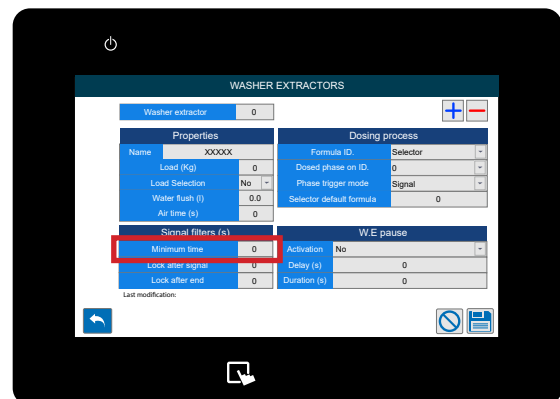 WASHER EXTRACTORS
Washer extractor 0
Properties
Name XXXXX
Load (Kg) 0
Load Selection No
Water flush (l) 0.0
Air time (s) 0
Dosing process
Formula ID. Selector
Dosed phase on ID. 0
Phase trigger mode Signal
Selector default formula 0
Signal filters (s)
Minimum time 0
Lock after signal 0
Lock after end 0
W.E pause
Activation No
Delay (s) 0
Duration (s) 0
Last modification: